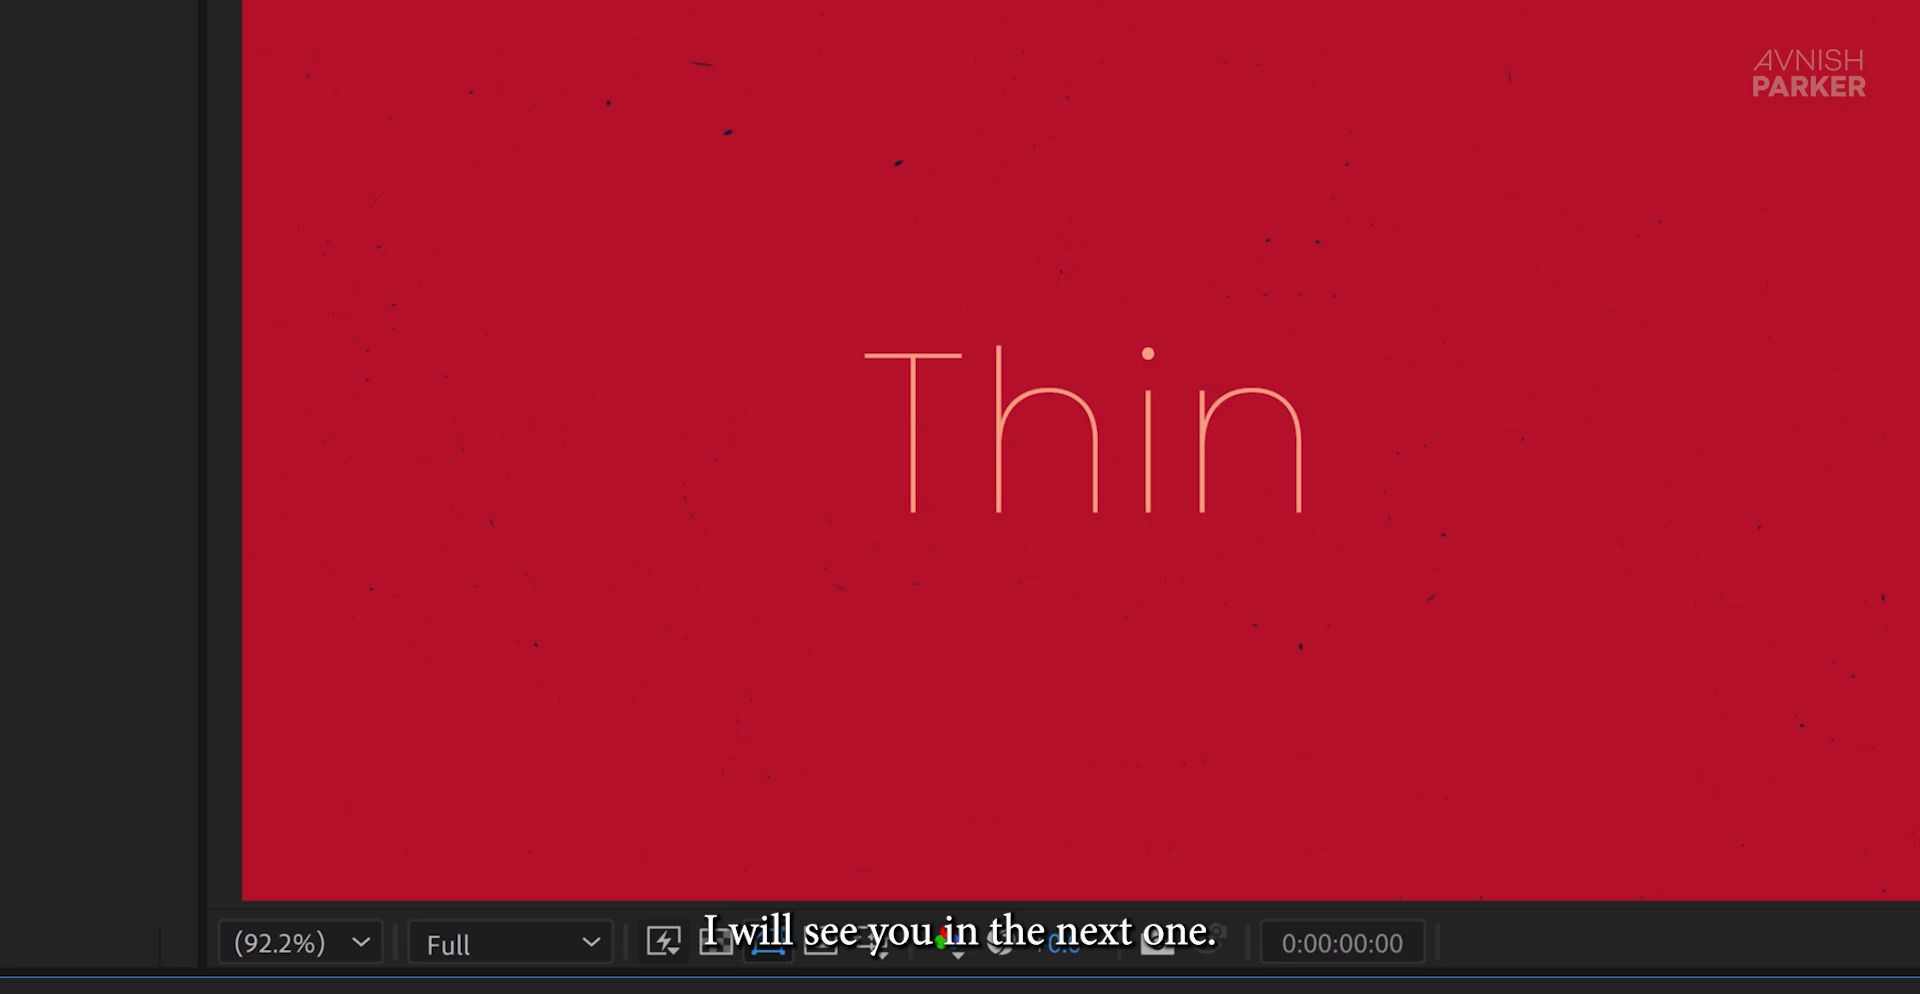 AVNISH
PARKER
Thin
(92.2%)
Full
0:00:00:00
I will see you in the next one.